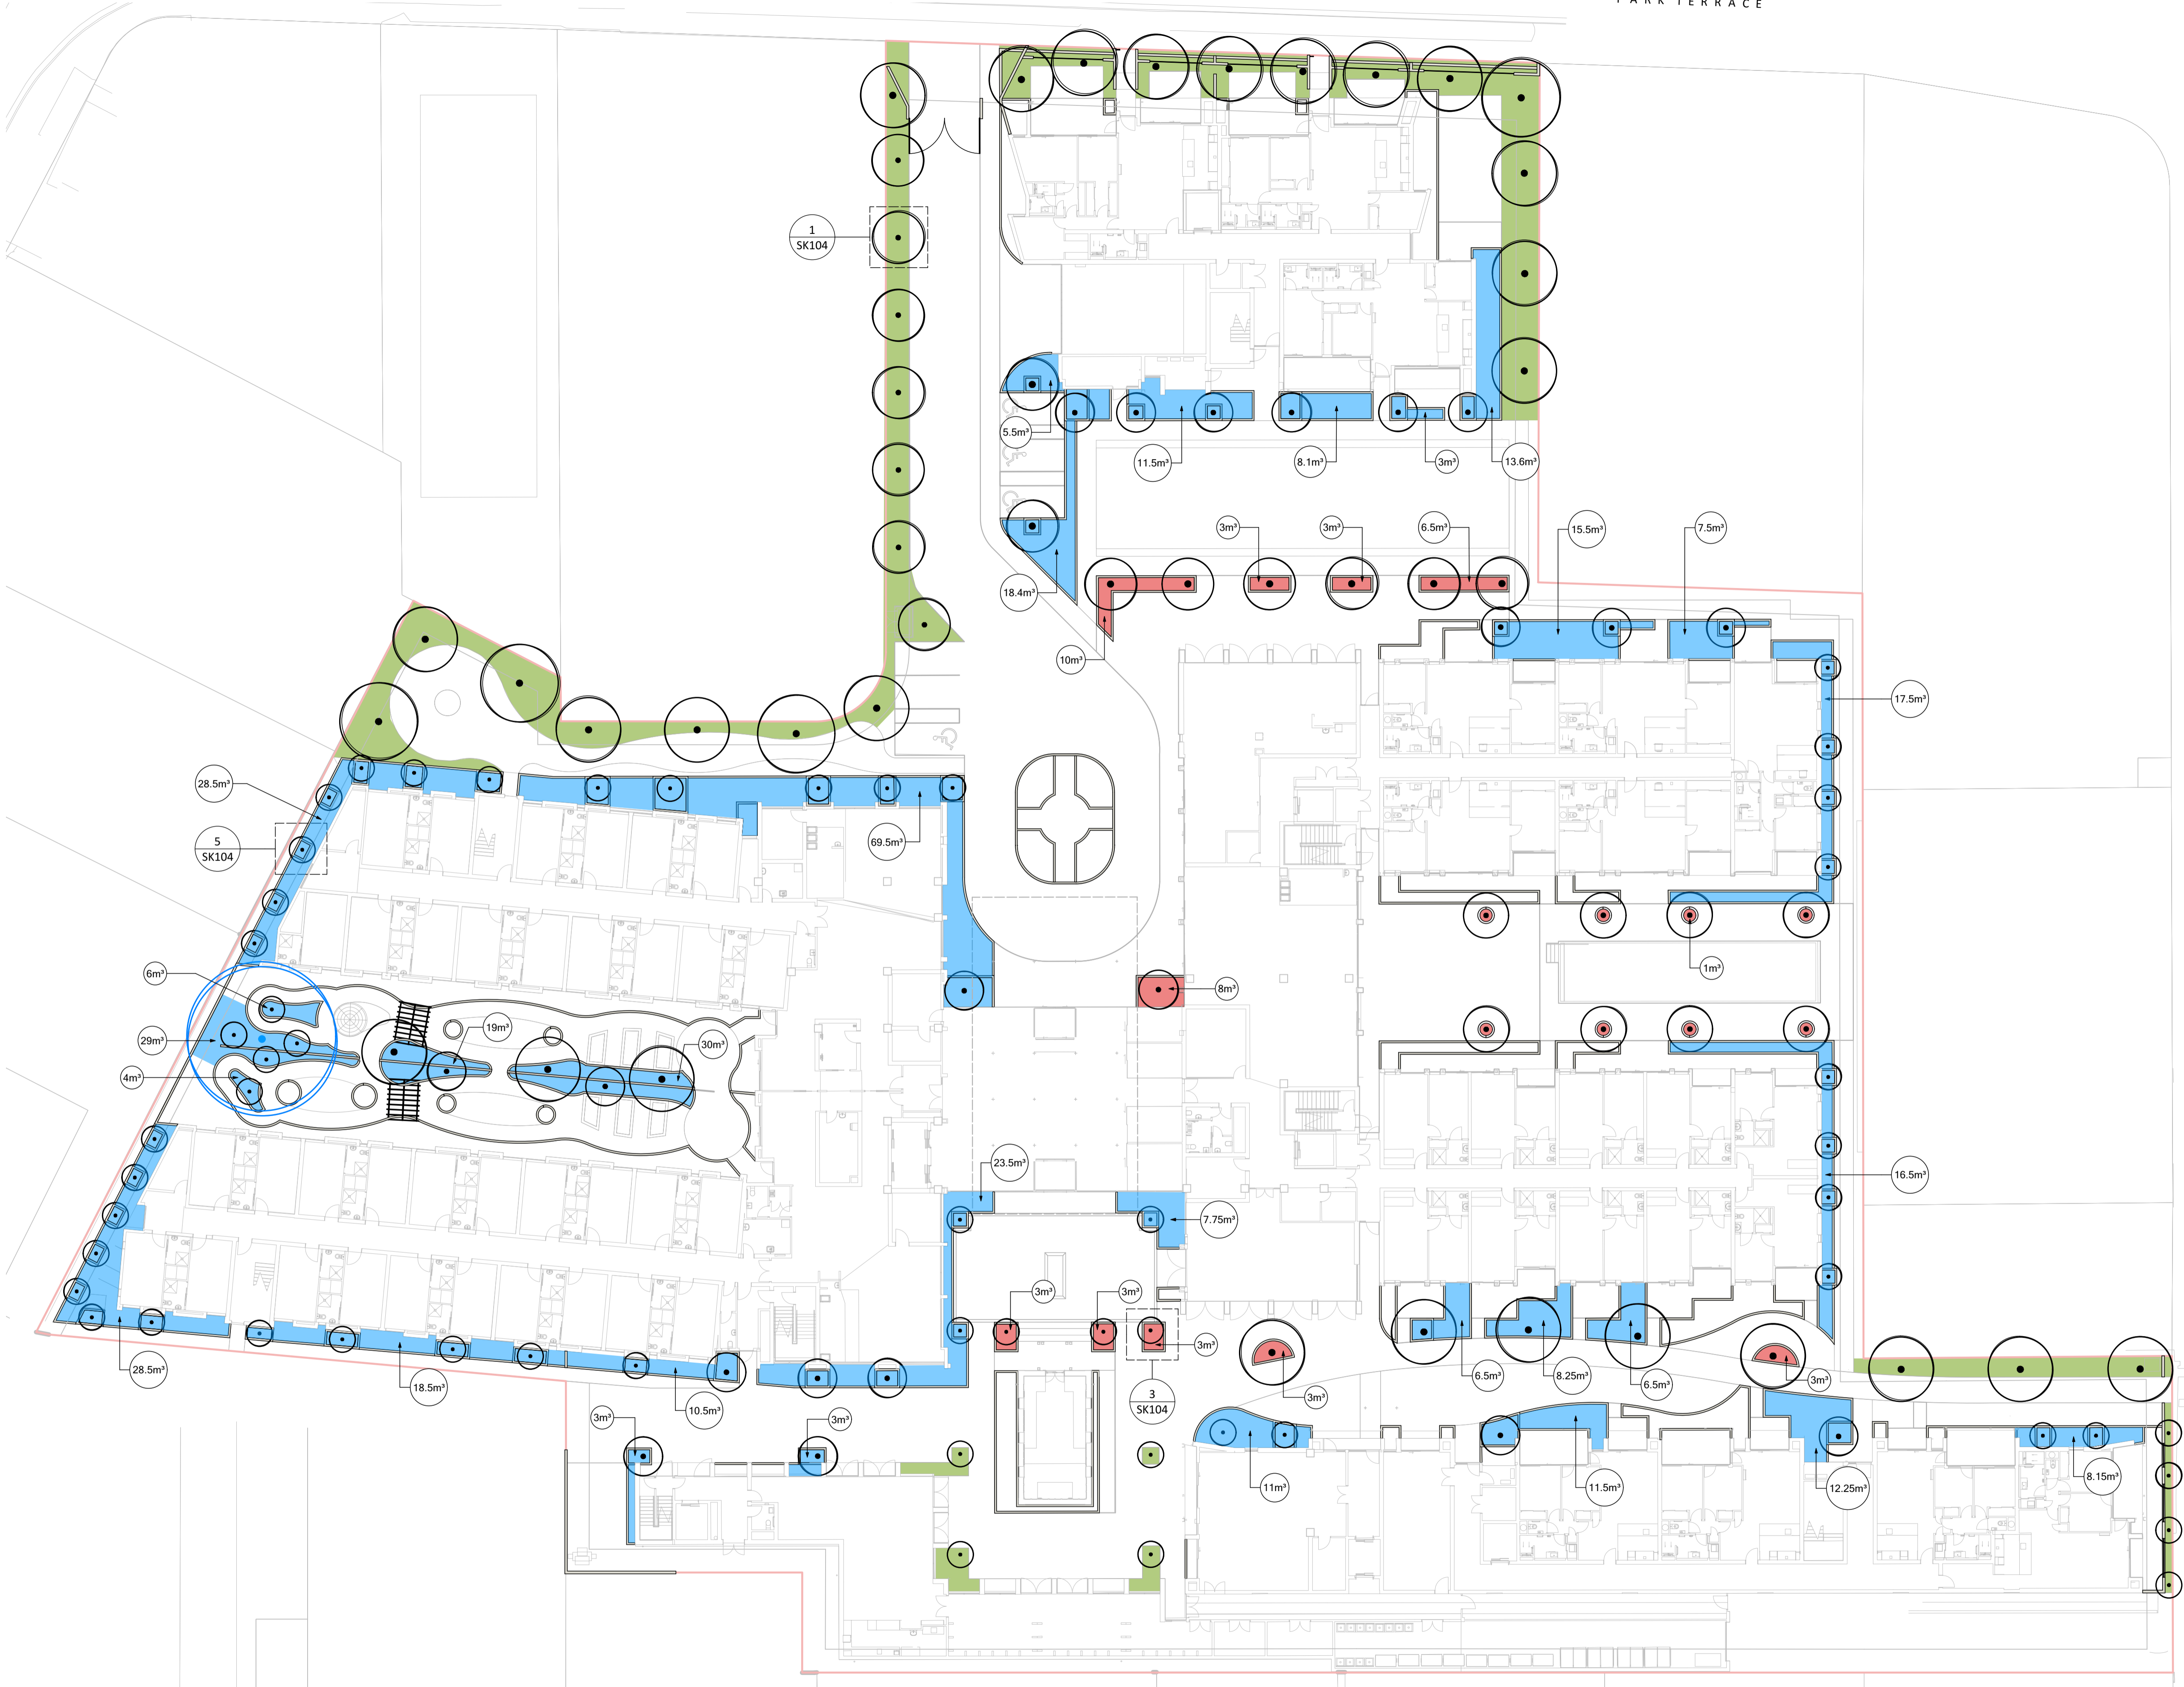 PARK TERRACE
1
SK104
5.5m³
11.5m³
8.1m³
3m³
13.6m³
3m³
3m³
6.5m³
15.5m³
7.5m³
18.4m³
10m³
17.5m³
28.5m³
5
SK104
69.5m³
6m³
1m³
8m³
19m³
29m³
30m³
4m³
23.5m³
16.5m³
7.75m³
3m³
3m³
3m³
28.5m³
18.5m³
6.5m³
8.25m³
6.5m³
3m³
3m³
3
SK104
10.5m³
3m³
3m³
11m³
11.5m³
12.25m³
8.15m³